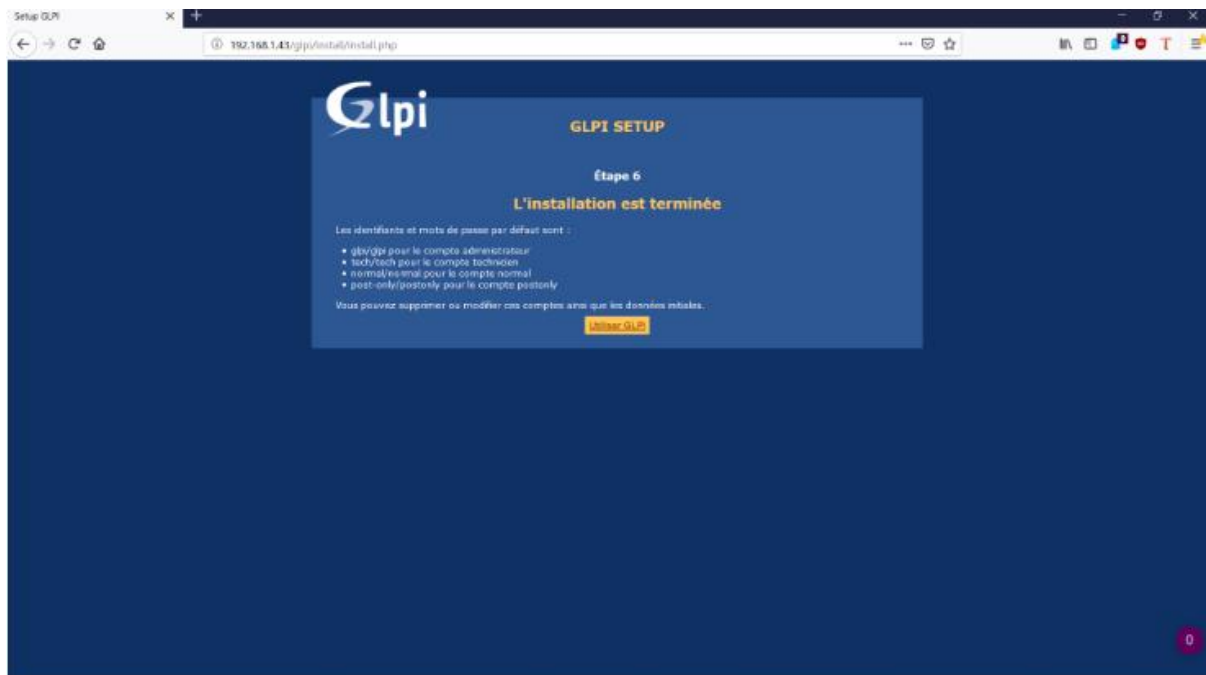 Setup GLPI
192.168.1.43/glpi/install/install.php
Glpi
GLPI SETUP
Étape 6
L'installation est terminée
Les identifiants et mots de passe par défaut sont :
• glpi/glpi pour le compte administrateur
• tech/tech pour le compte technicien
• normal/normal pour le compte normal
• post-only/postonly pour le compte postonly
Vous pouvez supprimer ou modifier ces comptes ainsi que les données initiales.
Utiliser GLPI
0